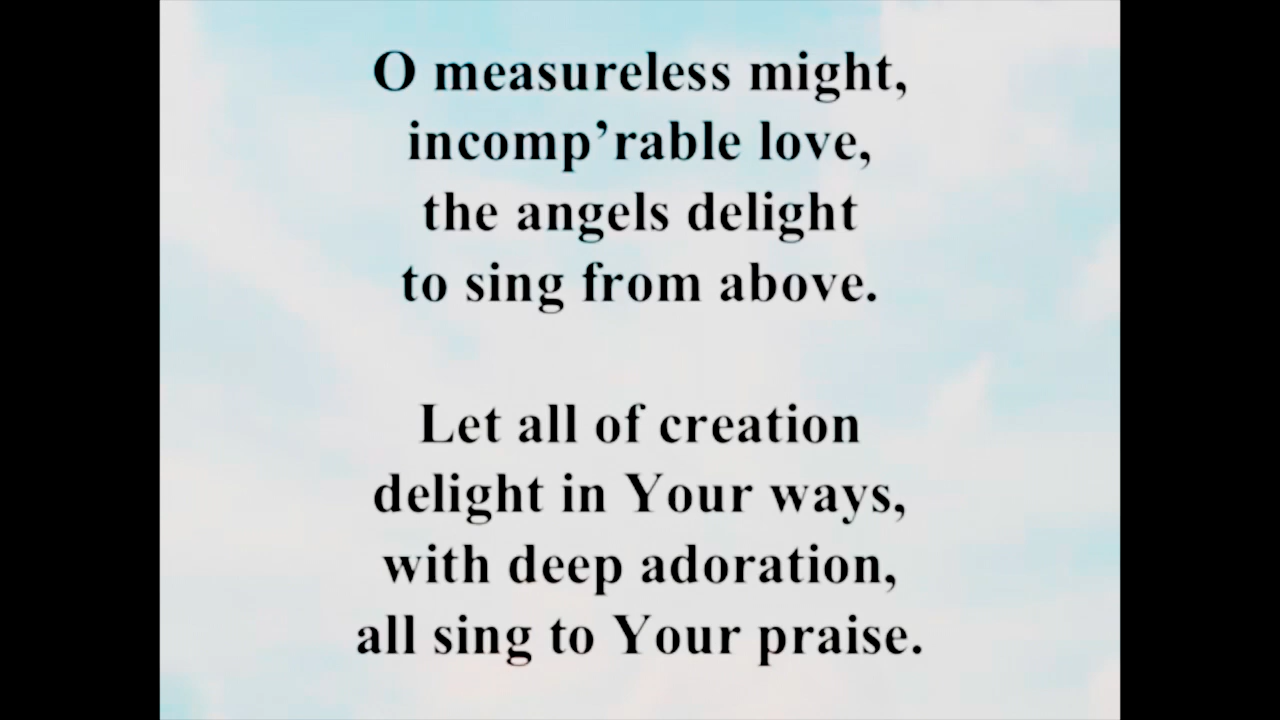 O measureless might,
incomp’rable love,
the angels delight
to sing from above.
Let all of creation
delight in Your ways,
with deep adoration,
all sing to Your praise.